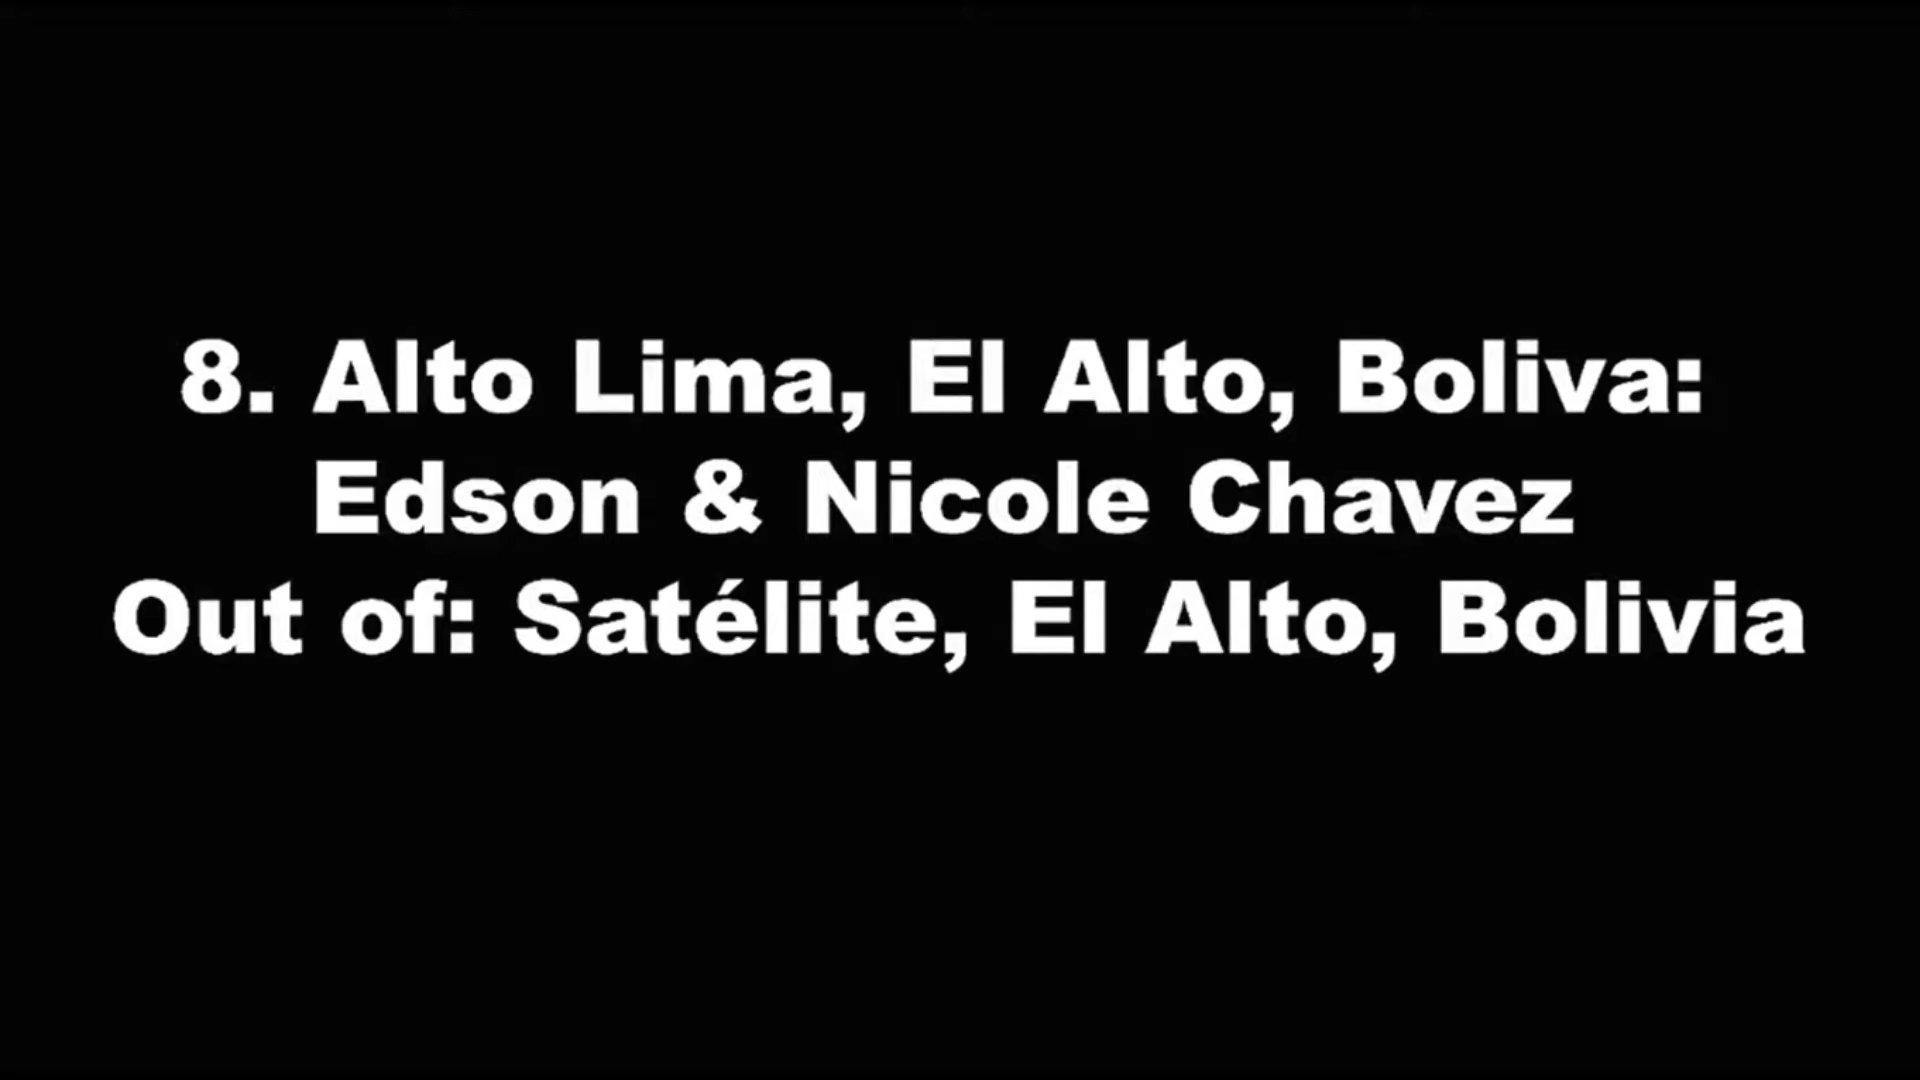 8. Alto Lima, El Alto, Boliva:
Edson & Nicole Chavez
Out of: Satélite, El Alto, Bolivia